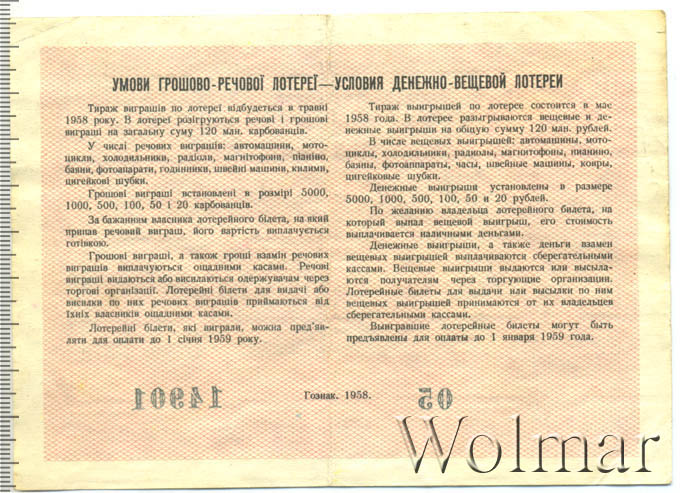 УМОВИ ГРОШОВО-РЕЧОВОЇ ЛОТЕРЕЇ—УСЛОВИЯ ДЕНЕЖНО-ВЕЩЕВОЙ ЛОТЕРЕИ
Тираж виграшів по лотереї відбудеться в травні
1958 року. В лотереї розігруються речові і грошові
виграші на загальну суму 120 млн. карбованців.
У числі речових виграшів: автомашини, мото-
цикли, холодильники, радіоли, магнітофони, піаніно,
баяни, фотоапарати, годинники, швейні машини, килими,
цигейкові шубки.
Грошові виграші встановлені в розмірі 5000,
1000, 500, 100, 50 і 20 карбованців.
За бажанням власника лотерейного білета, на який
припав речовий виграш, його вартість виплачується
готівкою.
Грошові виграші, а також гроші взамін речових
виграшів виплачуються ощадними касами. Речові
виграші видаються або висилаються одержувачам через
торгові організації. Лотерейні білети для видачі або
висилки по них речових виграшів приймаються від
їхніх власників ощадними касами.
Лотерейні білети, які виграли, можна пред'яв-
ляти для оплати до 1 січня 1959 року.
Тираж выигрышей по лотерее состоится в мае
1958 года. В лотерее разыгрываются вещевые и де-
нежные выигрыши на общую сумму 120 млн. рублей.
В числе вещевых выигрышей: автомашины, мото-
циклы, холодильники, радиолы, магнитофоны, пианино,
баяны, фотоаппараты, часы, швейные машины, ковры,
цигейковые шубки.
Денежные выигрыши установлены в размере
5000, 1000, 500, 100, 50 и 20 рублей.
По желанию владельца лотерейного билета, на
который выпал вещевой выигрыш, его стоимость
выплачивается наличными деньгами.
Денежные выигрыши, а также деньги взамен
вещевых выигрышей выплачиваются сберегательными
кассами. Вещевые выигрыши выдаются или высыла-
ются получателям через торгующие организации.
Лотерейные билеты для выдачи или высылки по ним
вещевых выигрышей принимаются от их владельцев
сберегательными кассами.
Выигравшие лотерейные билеты могут быть
предъявлены для оплаты до 1 января 1959 года.
14901
Гознак. 1958.
05
Wolmar